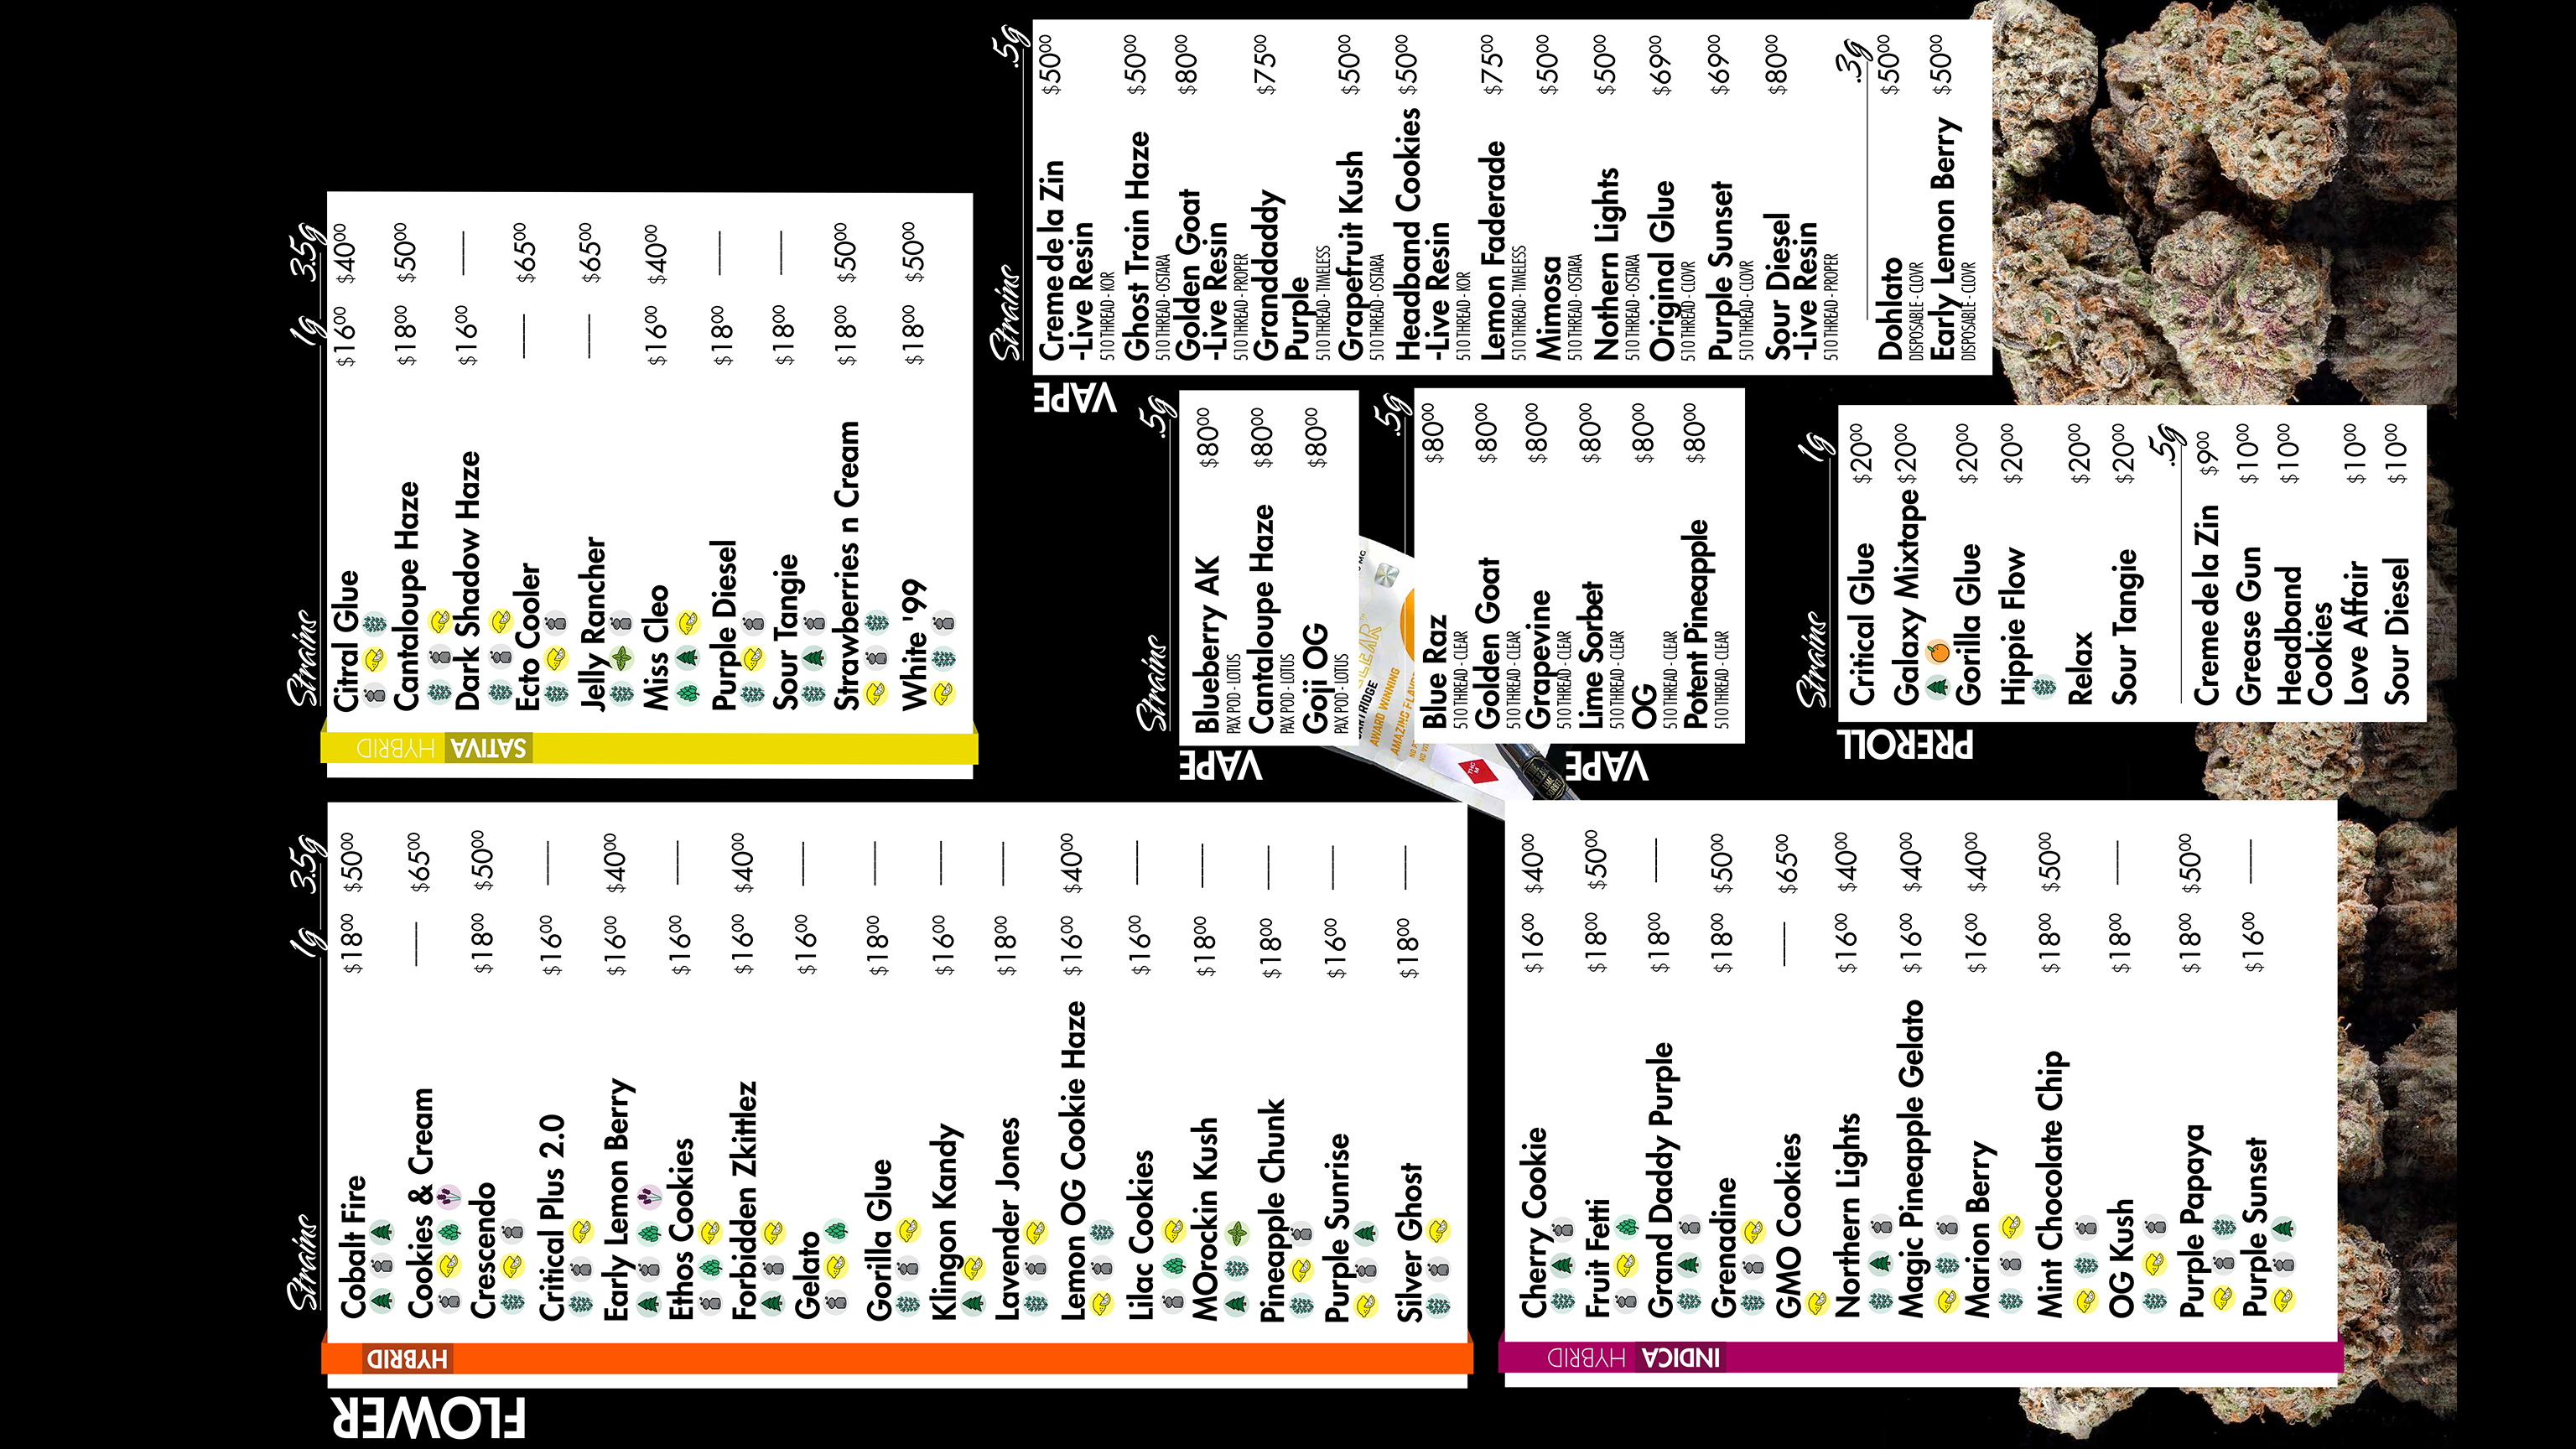 FLOWER
HYBRID
Strains 1g 3.5g
Cobalt Fire $18⁰⁰ $50⁰⁰
Cookies & Cream —— $65⁰⁰
Crescendo $18⁰⁰ $50⁰⁰
Critical Plus 2.0 $16⁰⁰ ——
Early Lemon Berry $16⁰⁰ $40⁰⁰
Ethos Cookies $16⁰⁰ ——
Forbidden Zkittlez $16⁰⁰ $40⁰⁰
Gelato $16⁰⁰ ——
Gorilla Glue $18⁰⁰ ——
Klingon Kandy $16⁰⁰ ——
Lavender Jones $18⁰⁰ ——
Lemon OG Cookie Haze $16⁰⁰ $40⁰⁰
Lilac Cookies $16⁰⁰ ——
MOrockin Kush $18⁰⁰ ——
Pineapple Chunk $18⁰⁰ ——
Purple Sunrise $16⁰⁰ ——
Silver Ghost $18⁰⁰ ——
HYBRID INDICA
Cherry Cookie $16⁰⁰ $40⁰⁰
Fruit Fetti $18⁰⁰ $50⁰⁰
Grand Daddy Purple $18⁰⁰ ——
Grenadine $18⁰⁰ $50⁰⁰
GMO Cookies —— $65⁰⁰
Northern Lights $16⁰⁰ $40⁰⁰
Magic Pineapple Gelato $16⁰⁰ $40⁰⁰
Marion Berry $16⁰⁰ $40⁰⁰
Mint Chocolate Chip $18⁰⁰ $50⁰⁰
OG Kush $18⁰⁰ ——
Purple Papaya $18⁰⁰ $50⁰⁰
Purple Sunset $16⁰⁰ ——
HYBRID SATIVA
Strains 1g 3.5g
Citral Glue $16⁰⁰ $40⁰⁰
Cantaloupe Haze $18⁰⁰ $50⁰⁰
Dark Shadow Haze $16⁰⁰ ——
Ecto Cooler —— $65⁰⁰
Jelly Rancher —— $65⁰⁰
Miss Cleo $16⁰⁰ $40⁰⁰
Purple Diesel $18⁰⁰ ——
Sour Tangie $18⁰⁰ ——
Strawberries n Cream $18⁰⁰ $50⁰⁰
White '99 $18⁰⁰ $50⁰⁰
VAPE
Strains .5g
Blueberry AK $80⁰⁰
PAX POD - LOTUS
Cantaloupe Haze $80⁰⁰
PAX POD - LOTUS
Goji OG $80⁰⁰
PAX POD - LOTUS
CLEAR
CARTRIDGE
AWARD WINNING
THC
M
VAPE
.5g
Blue Raz $80⁰⁰
510 THREAD - CLEAR
Golden Goat $80⁰⁰
510 THREAD - CLEAR
Grapevine $80⁰⁰
510 THREAD - CLEAR
Lime Sorbet $80⁰⁰
510 THREAD - CLEAR
OG $80⁰⁰
510 THREAD - CLEAR
Potent Pineapple $80⁰⁰
510 THREAD - CLEAR
PREROLL
Strains 1g
Critical Glue $20⁰⁰
Galaxy Mixtape $20⁰⁰
Gorilla Glue $20⁰⁰
Hippie Flow $20⁰⁰
Relax $20⁰⁰
Sour Tangie $20⁰⁰
.5g
Creme de la Zin $9⁰⁰
Grease Gun $10⁰⁰
Headband $10⁰⁰
Cookies
Love Affair $10⁰⁰
Sour Diesel $10⁰⁰
VAPE
Strains .5g
Creme de la Zin $50⁰⁰
-Live Resin
510 THREAD - KOR
Ghost Train Haze $50⁰⁰
510 THREAD - OSTARA
Golden Goat $80⁰⁰
-Live Resin
510 THREAD - PROPER
Granddaddy $75⁰⁰
Purple
510 THREAD - TIMELESS
Grapefruit Kush $50⁰⁰
510 THREAD - OSTARA
Headband Cookies $50⁰⁰
-Live Resin
510 THREAD - KOR
Lemon Faderade $75⁰⁰
510 THREAD - TIMELESS
Mimosa $50⁰⁰
510 THREAD - OSTARA
Nothern Lights $50⁰⁰
510 THREAD - OSTARA
Original Glue $69⁰⁰
510 THREAD - CLOVR
Purple Sunset $69⁰⁰
510 THREAD - CLOVR
Sour Diesel $80⁰⁰
-Live Resin
510 THREAD - PROPER
.3g
Dohlato $50⁰⁰
DISPOSABLE - CLOVR
Early Lemon Berry $50⁰⁰
DISPOSABLE - CLOVR